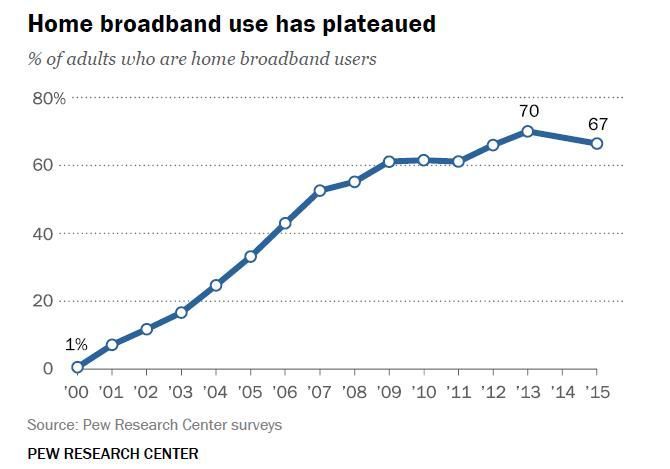 Home broadband use has plateaued
% of adults who are home broadband users
80%
70
67
60
40
20
1%
0
’00 ’01 ’02 ’03 ’04 ’05 ’06 ’07 ’08 ’09 ’10 ’11 ’12 ’13 ’14 ’15
Source: Pew Research Center surveys
PEW RESEARCH CENTER